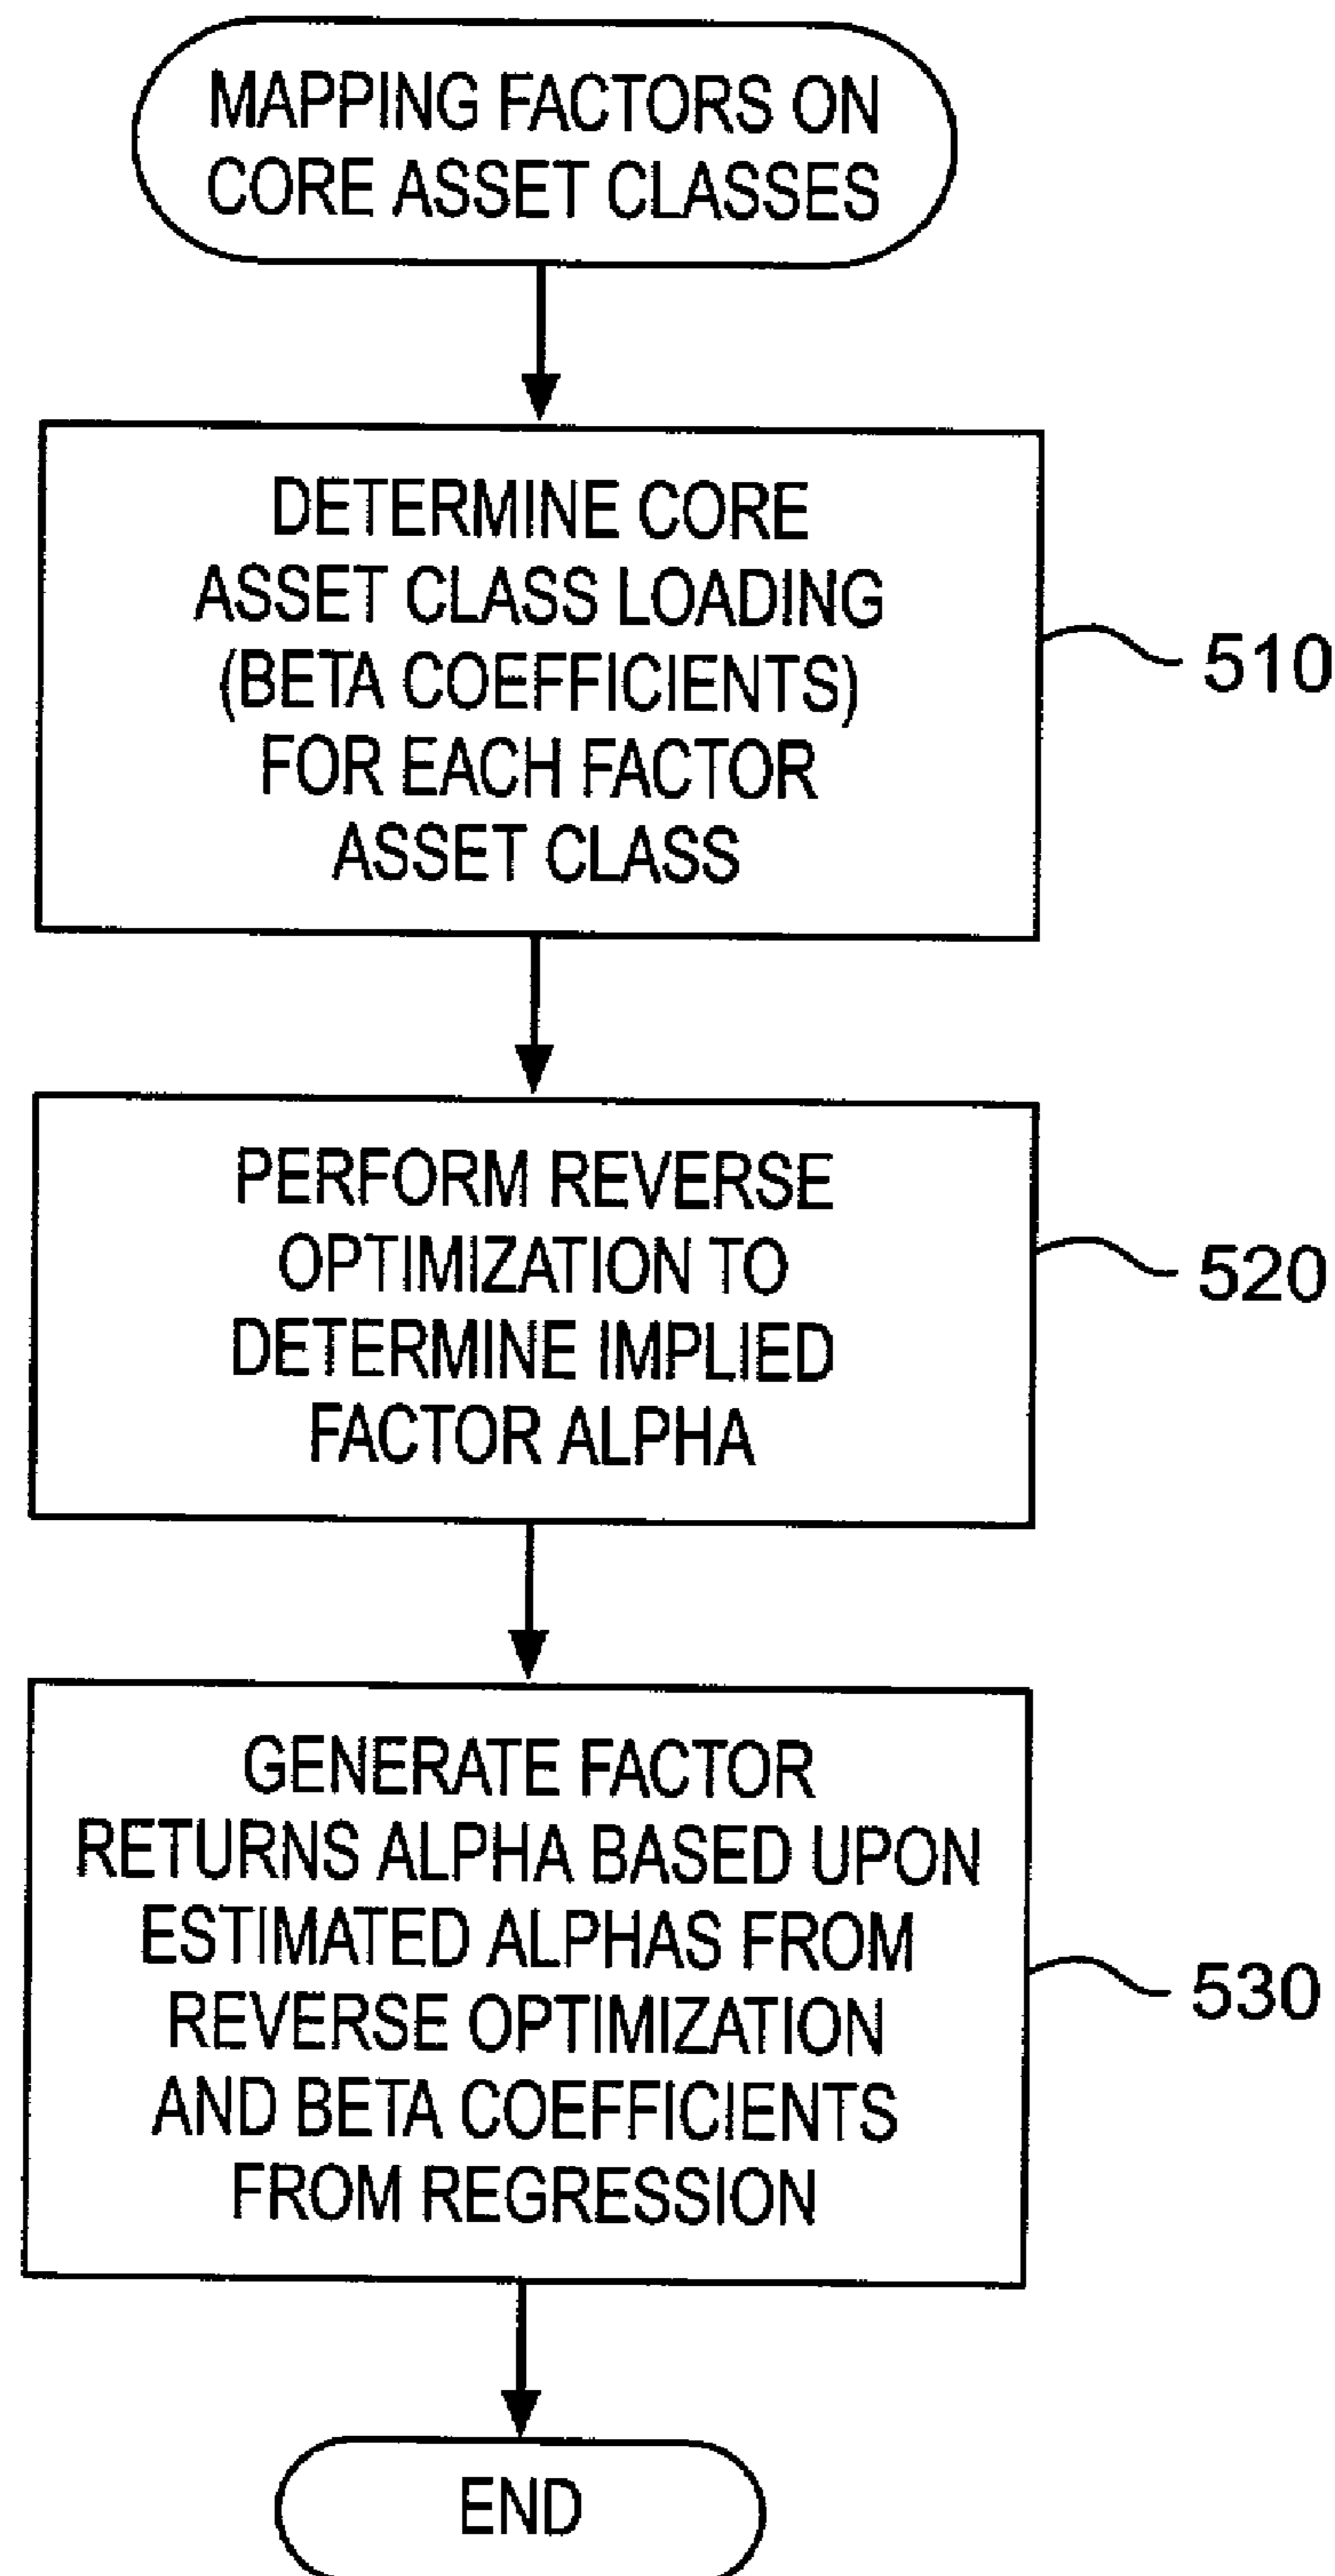 MAPPING FACTORS ON
CORE ASSET CLASSES
DETERMINE CORE
ASSET CLASS LOADING
(BETA COEFFICIENTS)
FOR EACH FACTOR
ASSET CLASS
510
PERFORM REVERSE
OPTIMIZATION TO
DETERMINE IMPLIED
FACTOR ALPHA
520
GENERATE FACTOR
RETURNS ALPHA BASED UPON
ESTIMATED ALPHAS FROM
REVERSE OPTIMIZATION
AND BETA COEFFICIENTS
FROM REGRESSION
530
END